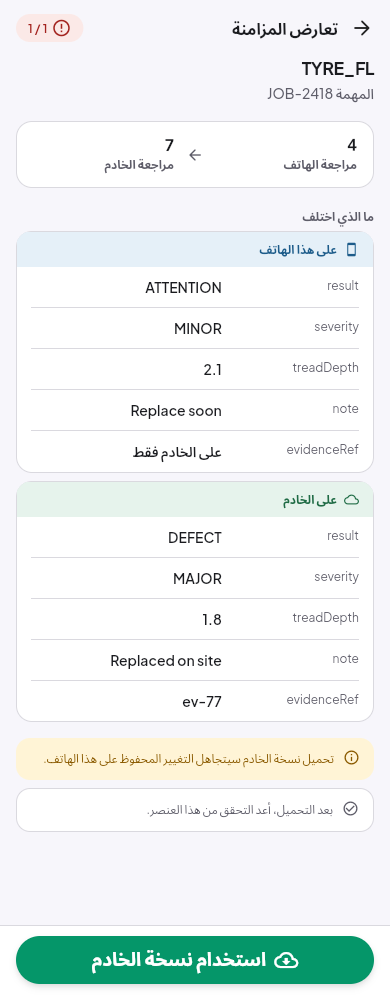 تعارض المزامنة
1/1
TYRE_FL
المهمة JOB-2418
4
مراجعة الهاتف
7
مراجعة الخادم
ما الذي اختلف
على هذا الهاتف
result ATTENTION
severity MINOR
treadDepth 2.1
note Replace soon
evidenceRef على الخادم فقط
على الخادم
result DEFECT
severity MAJOR
treadDepth 1.8
note Replaced on site
evidenceRef ev-77
تحميل نسخة الخادم سيتجاهل التغيير المحفوظ على هذا الهاتف.
بعد التحميل، أعد التحقق من هذا العنصر.
استخدام نسخة الخادم